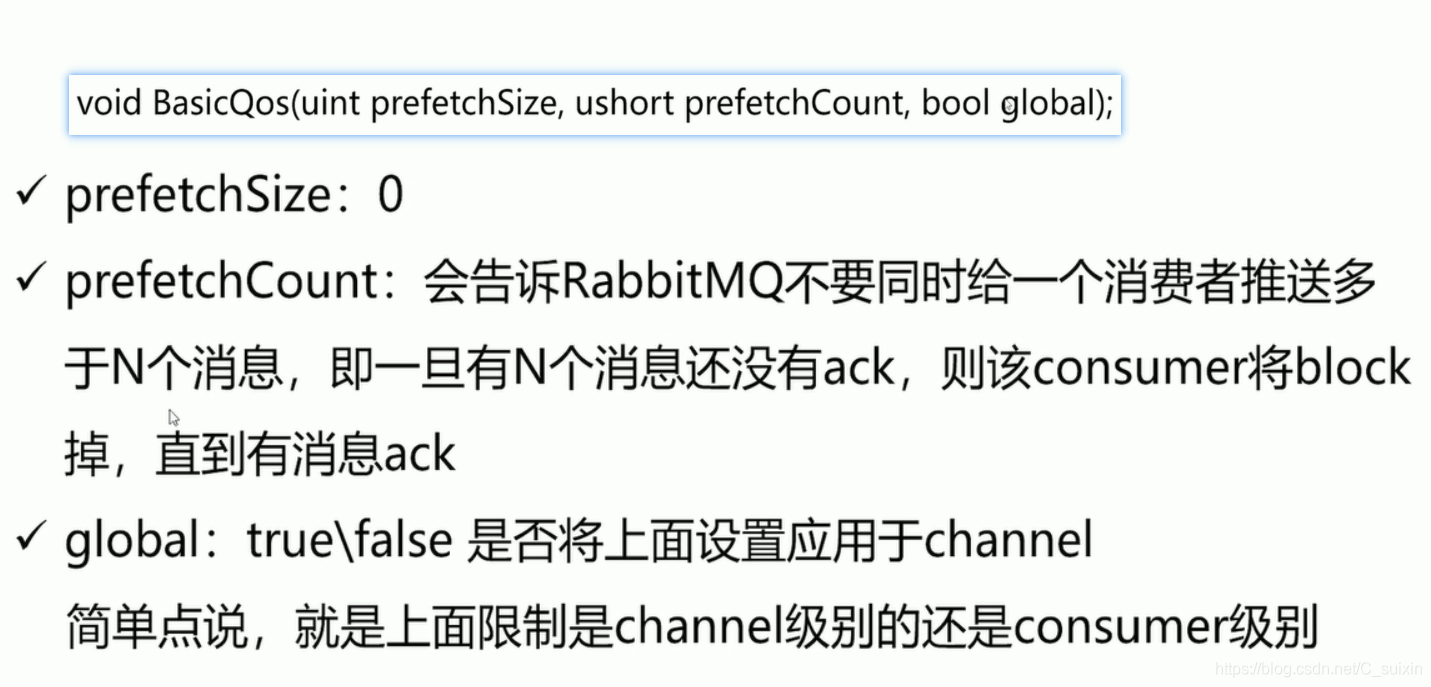 void BasicQos(uint prefetchSize, ushort prefetchCount, bool global);
✓ prefetchSize：0
✓ prefetchCount：会告诉RabbitMQ不要同时给一个消费者推送多
于N个消息，即一旦有N个消息还没有ack，则该consumer将block
掉，直到有消息ack
✓ global：true\false 是否将上面设置应用于channel
简单点说，就是上面限制是channel级别的还是consumer级别
https://blog.csdn.net/C_suixin